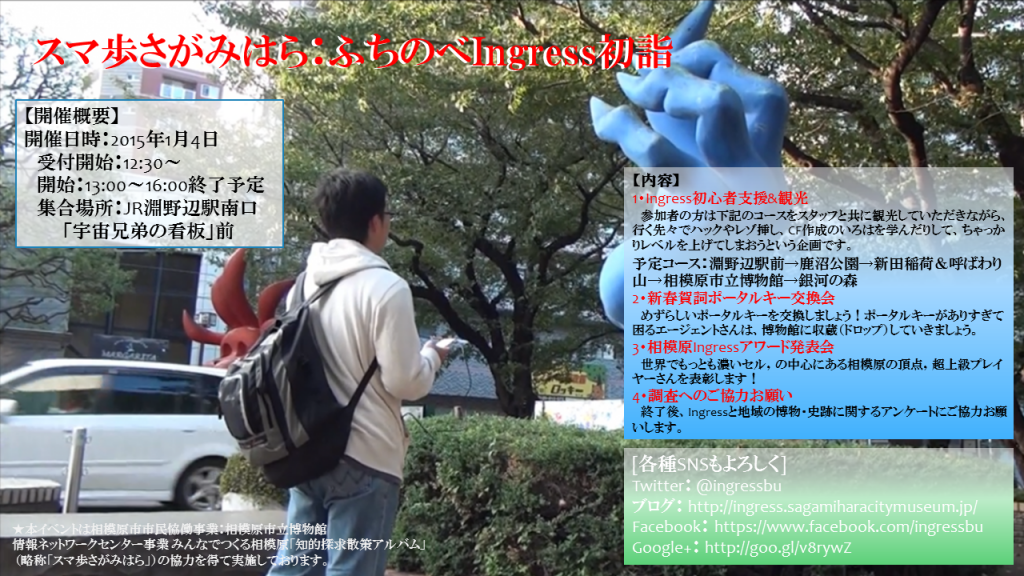 スマ歩さがみはら：ふちのべIngress初詣
【開催概要】
開催日時：2015年1月4日
受付開始：12:30～
開始：13:00～16:00終了予定
集合場所：JR淵野辺駅南口
「宇宙兄弟の看板」前
【内容】
1・Ingress初心者支援&観光
参加者の方は下記のコースをスタッフと共に観光していただきながら、
行く先々でハックやレゾ挿し、CF作成のいろはを学んだりして、ちゃっか
りレベルを上げてしまおうという企画です。
予定コース：淵野辺駅前→鹿沼公園→新田稲荷＆呼ばわり
山→相模原市立博物館→銀河の森
2・新春賀詞ポータルキー交換会
めずらしいポータルキーを交換しましょう！ポータルキーがありすぎて
困るエージェントさんは、博物館に収蔵（ドロップ）していきましょう。
3・相模原Ingressアワード発表会
世界でもっとも濃いセル，の中心にある相模原の頂点，超上級プレイ
ヤーさんを表彰します！
4・調査へのご協力お願い
終了後、Ingressと地域の博物・史跡に関するアンケートにご協力お願
いします。
[各種SNSもよろしく]
Twitter： @ingressbu
ブログ： http://ingress.sagamiharacitymuseum.jp/
Facebook： https://www.facebook.com/ingressbu
Google+： http://goo.gl/v8rywZ
MARGARETA
ロッキー
★本イベントは相模原市市民協働事業：相模原市立博物館
情報ネットワークセンター事業 みんなでつくる相模原「知的探求散策アルバム」
（略称「スマ歩さがみはら」）の協力を得て実施しております。